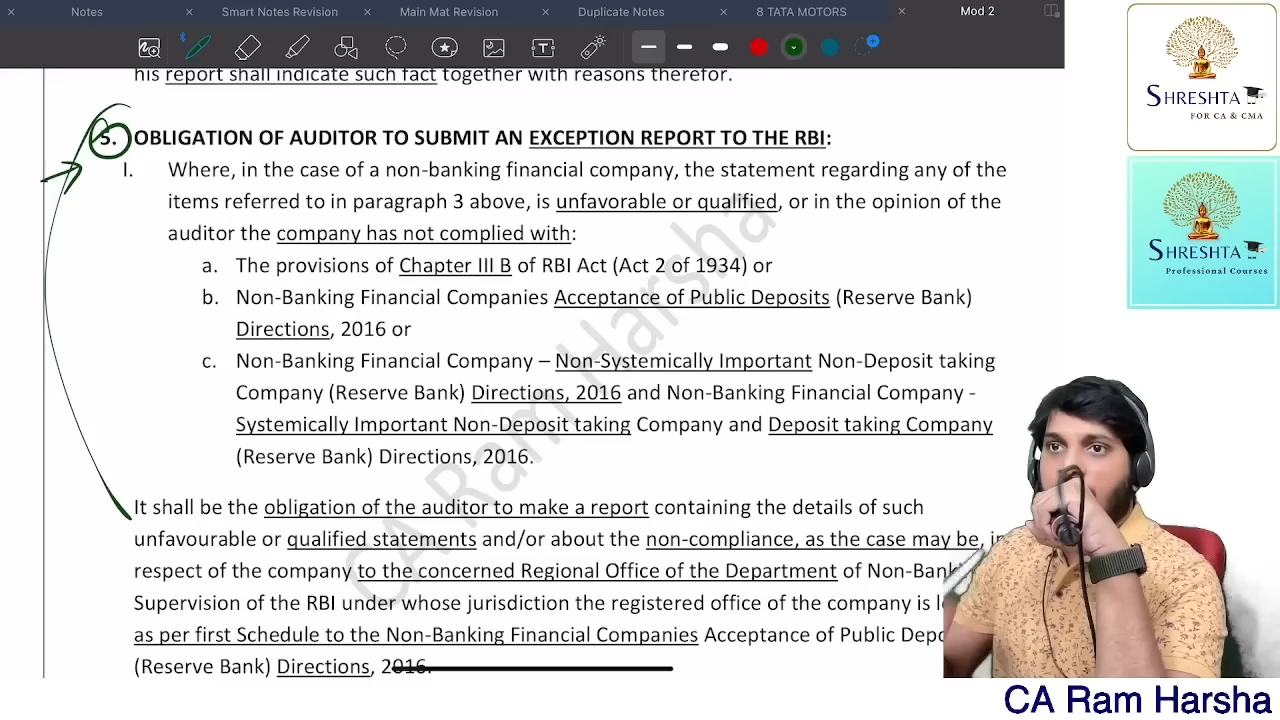 Notes
Smart Notes Revision
Main Mat Revision
Duplicate Notes
8 TATA MOTORS
Mod 2
his report shall indicate such fact together with reasons therefor.
5. OBLIGATION OF AUDITOR TO SUBMIT AN EXCEPTION REPORT TO THE RBI:
I. Where, in the case of a non-banking financial company, the statement regarding any of the
items referred to in paragraph 3 above, is unfavorable or qualified, or in the opinion of the
auditor the company has not complied with:
a. The provisions of Chapter III B of RBI Act (Act 2 of 1934) or
b. Non-Banking Financial Companies Acceptance of Public Deposits (Reserve Bank)
Directions, 2016 or
c. Non-Banking Financial Company – Non-Systemically Important Non-Deposit taking
Company (Reserve Bank) Directions, 2016 and Non-Banking Financial Company -
Systemically Important Non-Deposit taking Company and Deposit taking Company
(Reserve Bank) Directions, 2016.
It shall be the obligation of the auditor to make a report containing the details of such
unfavourable or qualified statements and/or about the non-compliance, as the case may be,
respect of the company to the concerned Regional Office of the Department of
Supervision of the RBI under whose jurisdiction the registered office of the company is
as per first Schedule to the Non-Banking Financial Companies Acceptance of Public
(Reserve Bank) Directions, 2016.
CA Ram Harsha
SHRESHTA
FOR CA & CMA
SHRESHTA
Professional Courses
CA Ram Harsha